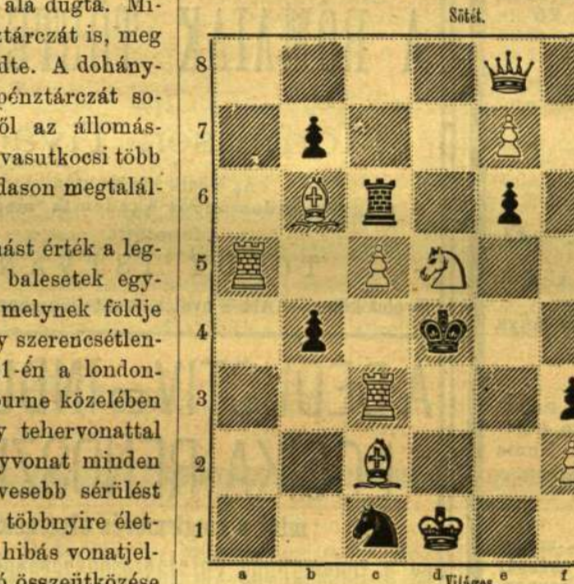 alá dugta. Mi-
ztárczát is, meg
dte. A dohány-
pénztárczát so-
ől az állomás-
vasutkocsi több
dason megtalál-
nást érték a leg-
balesetek egy-
melynek földje
y szerencsétlen-
1-én a london-
ourne közelében
y tehervonattal
yvonat minden
vesebb sérülést
többnyire élet-
hibás vonatjel-
ó összeütközése
Sötét.
8
7
6
5
4
3
2
1
a b c d e f
Világos